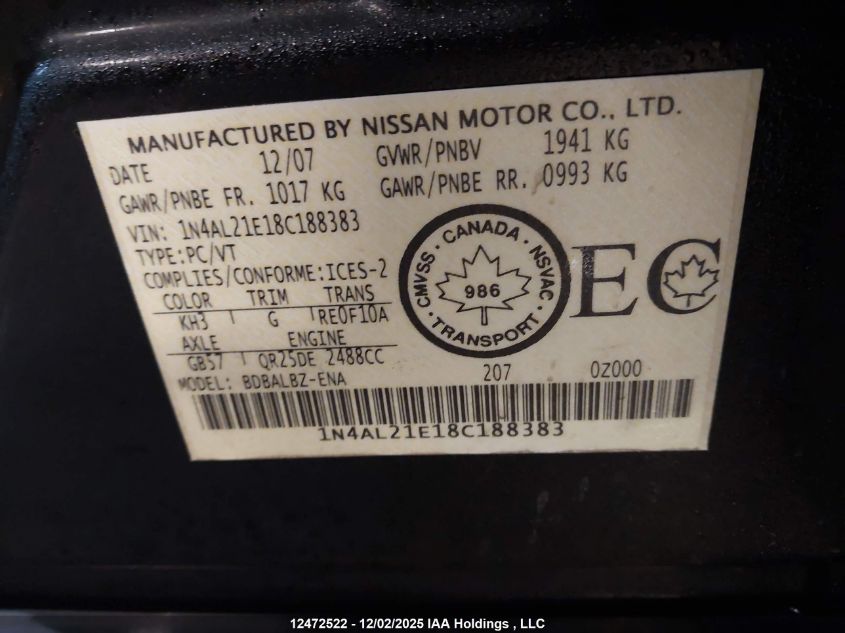 MANUFACTURED BY NISSAN MOTOR CO., LTD.
DATE 12/07 GVWR/PNBV 1941 KG
GAWR/PNBE FR. 1017 KG GAWR/PNBE RR. 0993 KG
VIN: 1N4AL21E18C188383
TYPE:PC/VT
COMPLIES/CONFORME:ICES-2
COLOR TRIM TRANS
KH3 G RE0F10A
AXLE ENGINE
GB57 QR25DE 2488CC
MODEL: BDBALBZ-ENA 207 0Z000
CMVSS · CANADA · NSVAC
986
· TRANSPORT ·
EC
1N4AL21E18C188383
12472522 - 12/02/2025 IAA Holdings , LLC